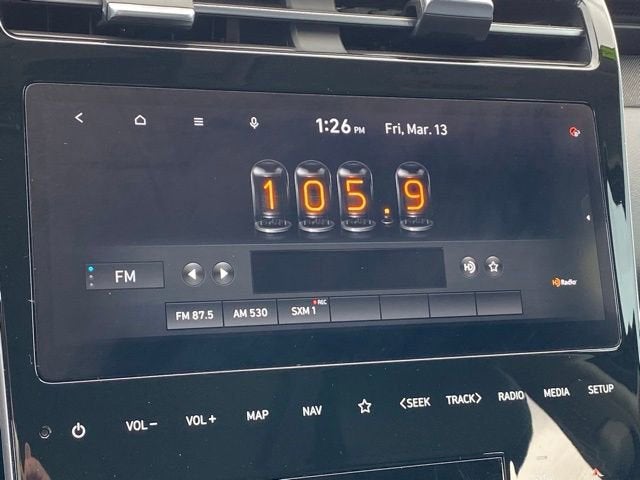 1:26 PM Fri, Mar. 13
105.9
FM
HD
HD Radio
REC
FM 87.5 AM 530 SXM 1
VOL− VOL+ MAP NAV <SEEK TRACK> RADIO MEDIA SETUP